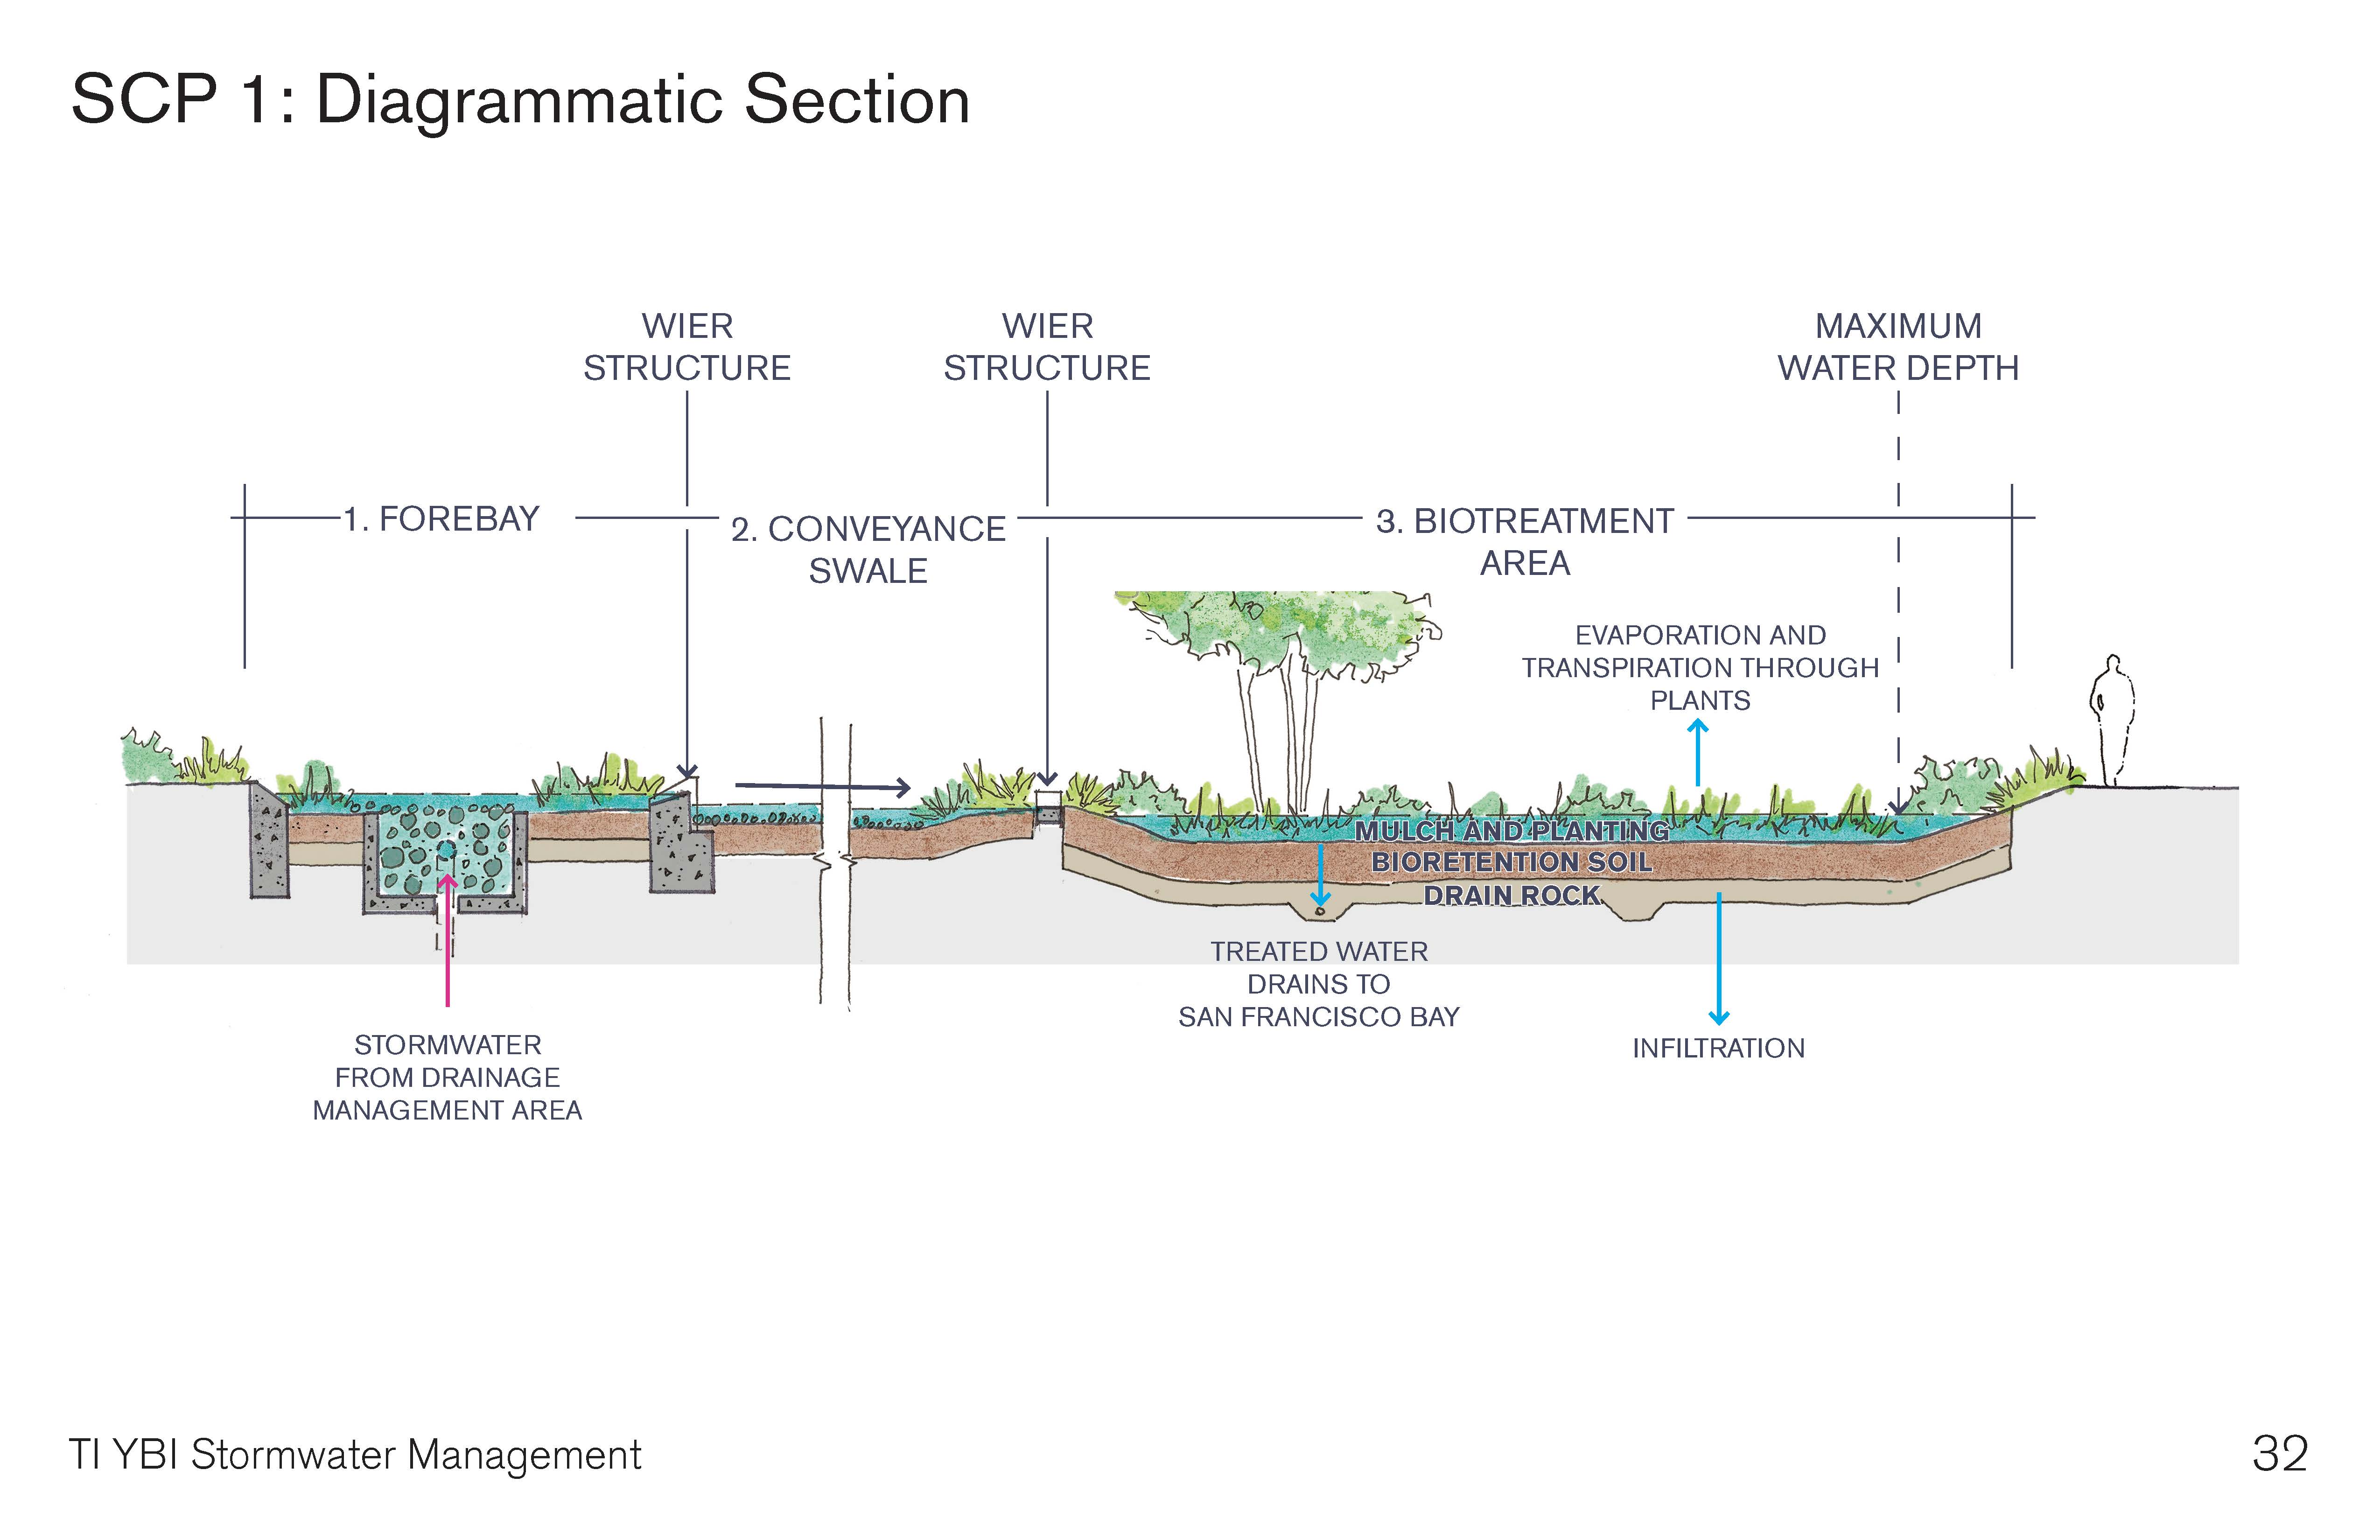 SCP 1: Diagrammatic Section
WIER
STRUCTURE
WIER
STRUCTURE
MAXIMUM
WATER DEPTH
1. FOREBAY
2. CONVEYANCE
SWALE
3. BIOTREATMENT
AREA
EVAPORATION AND
TRANSPIRATION THROUGH
PLANTS
MULCH AND PLANTING
BIORETENTION SOIL
DRAIN ROCK
TREATED WATER
DRAINS TO
SAN FRANCISCO BAY
INFILTRATION
STORMWATER
FROM DRAINAGE
MANAGEMENT AREA
TI YBI Stormwater Management
32